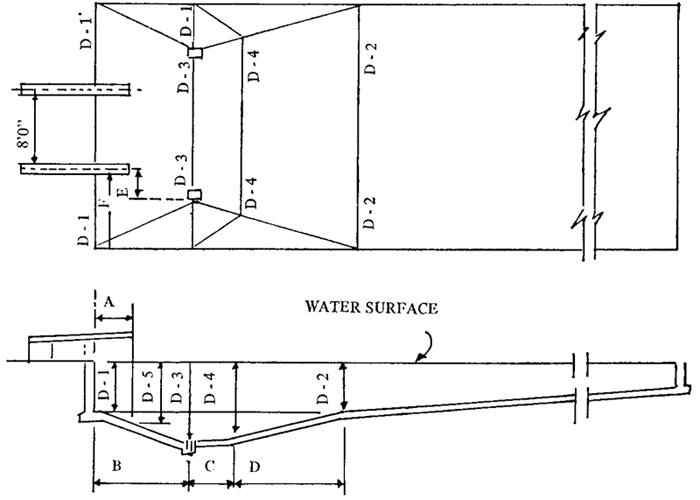 D-1'
D-1
D-3
D-4
D-2
8'0"
D-3
E
F
D-4
D-1
D-2
A
WATER SURFACE
D-1
D-5
D-3
D-4
D-2
B
C
D